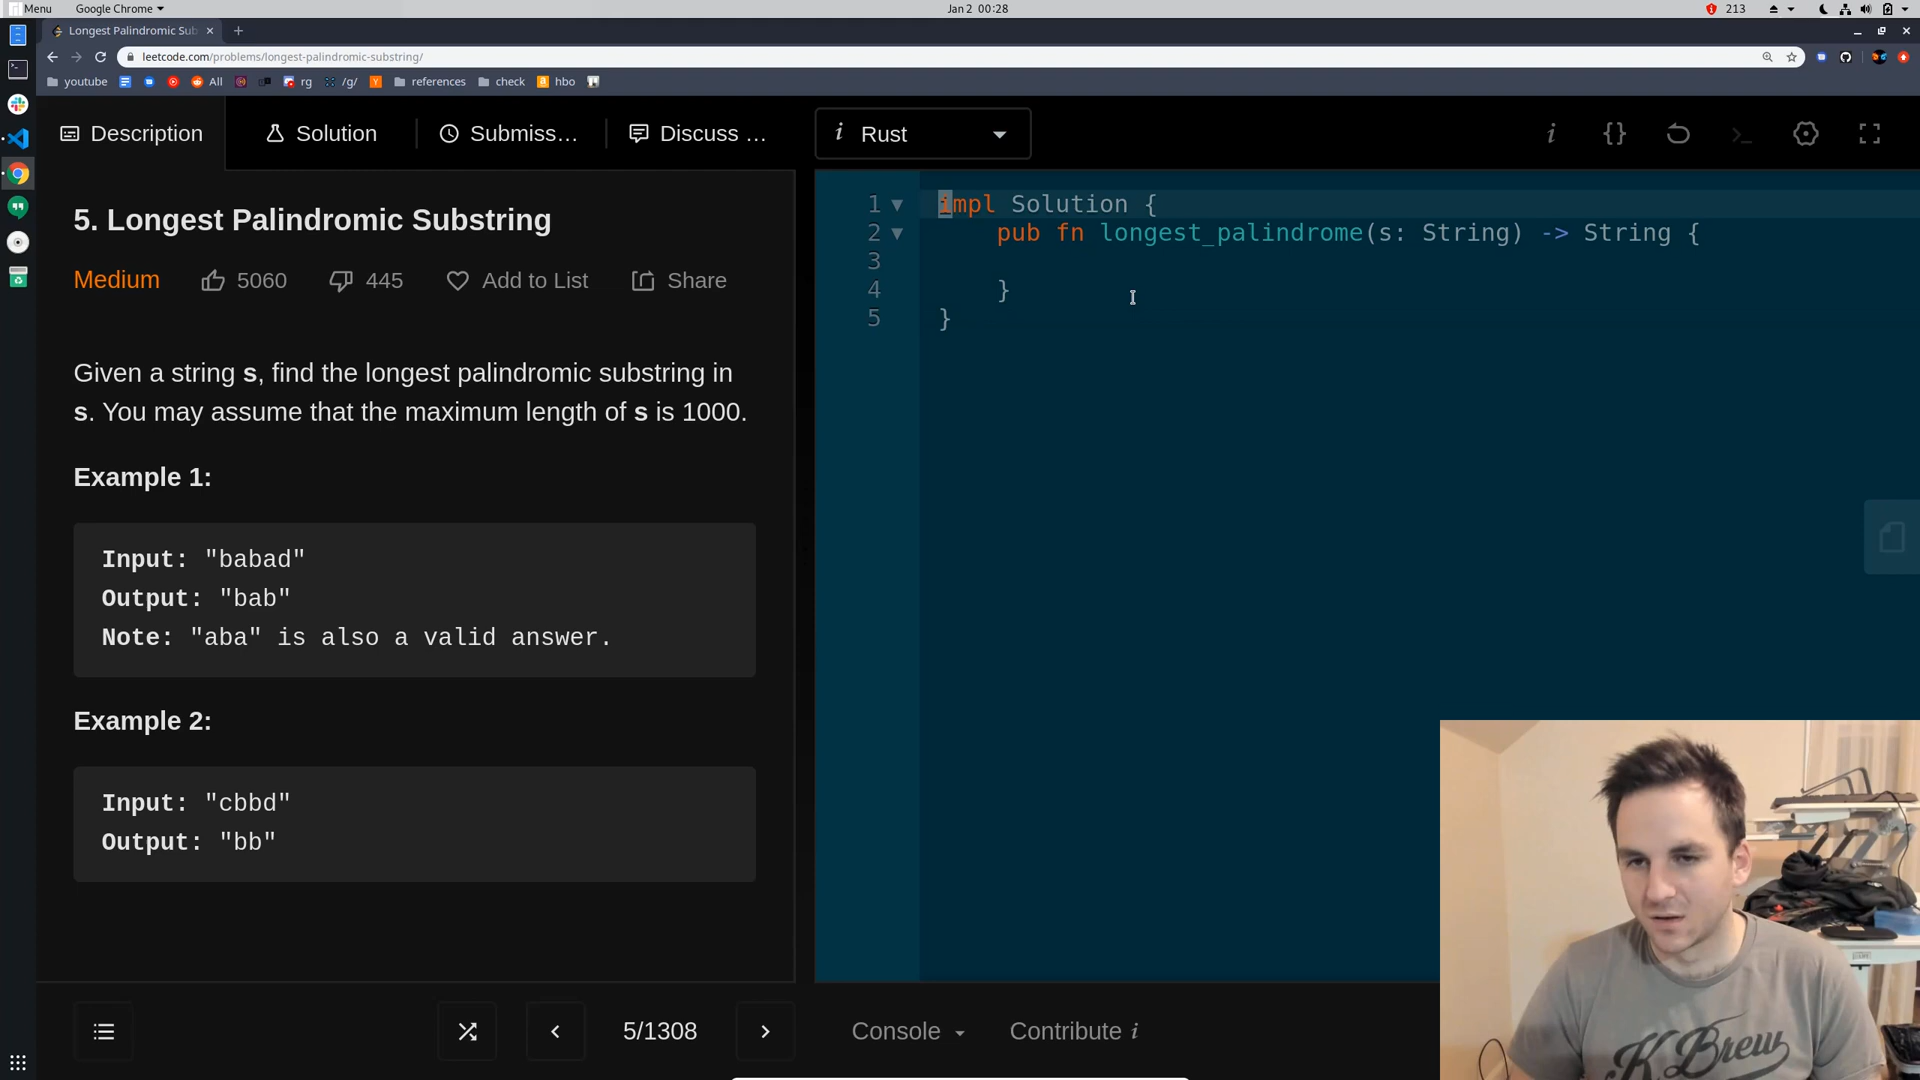 Menu
Google Chrome
Jan 2 00:28
213
Longest Palindromic Sub
leetcode.com/problems/longest-palindromic-substring/
youtube
All
rg
/g/
references
check
hbo
Description
Solution
Submiss…
Discuss …
i Rust
i {}
5. Longest Palindromic Substring
Medium
5060
445
Add to List
Share
Given a string s, find the longest palindromic substring in
s. You may assume that the maximum length of s is 1000.
Example 1:
Input: "babad"
Output: "bab"
Note: "aba" is also a valid answer.
Example 2:
Input: "cbbd"
Output: "bb"
1 impl Solution {
2 pub fn longest_palindrome(s: String) -> String {
3
4 }
5 }
5/1308
Console
Contribute i
K Brew